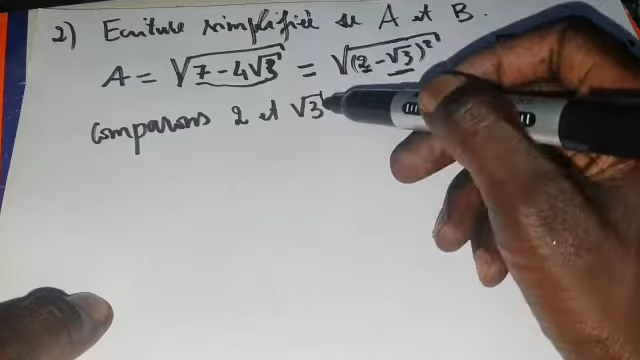 2) Ecriture simplifiée de A et B.
A = √(7 - 4√3) = √((2 - √3)²)
comparons 2 et √3